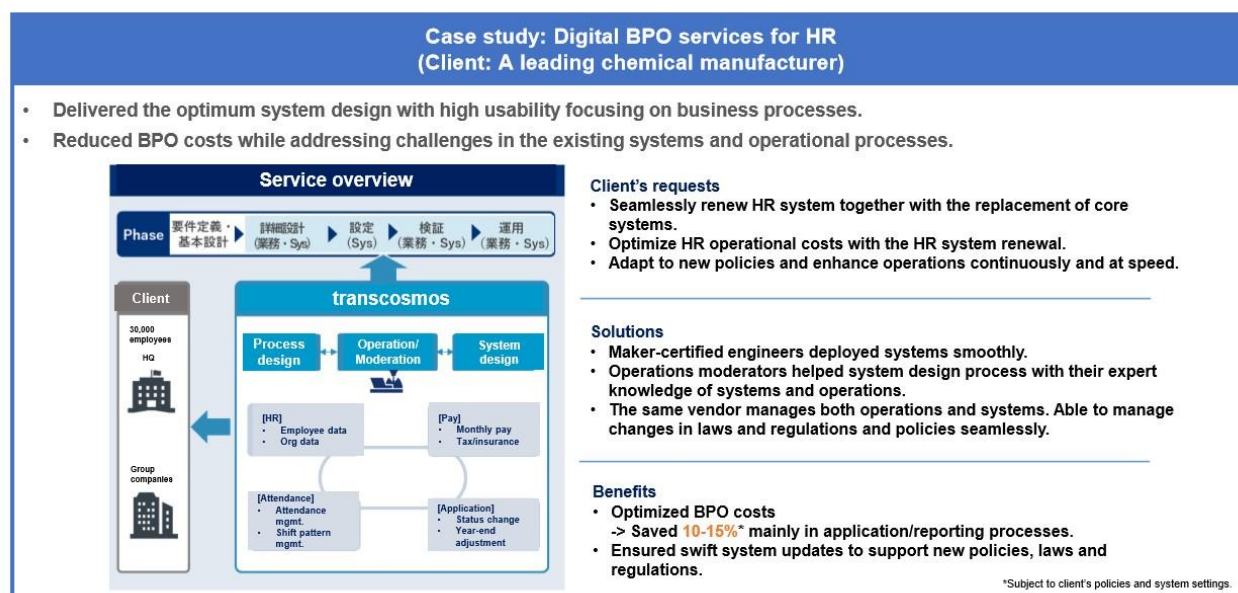 Case study: Digital BPO services for HR
(Client: A leading chemical manufacturer)
• Delivered the optimum system design with high usability focusing on business processes.
• Reduced BPO costs while addressing challenges in the existing systems and operational processes.
Service overview
Phase
要件定義・
基本設計
詳細設計
(業務・Sys)
設定
(Sys)
検証
(業務・Sys)
運用
(業務・Sys)
Client
30,000
employees
HQ
Group
companies
transcosmos
Process
design
Operation/
Moderation
System
design
[HR]
• Employee data
• Org data
[Pay]
• Monthly pay
• Tax/insurance
[Attendance]
• Attendance
mgmt.
• Shift pattern
mgmt.
[Application]
• Status change
• Year-end
adjustment
Client's requests
• Seamlessly renew HR system together with the replacement of core
systems.
• Optimize HR operational costs with the HR system renewal.
• Adapt to new policies and enhance operations continuously and at speed.
Solutions
• Maker-certified engineers deployed systems smoothly.
• Operations moderators helped system design process with their expert
knowledge of systems and operations.
• The same vendor manages both operations and systems. Able to manage
changes in laws and regulations and policies seamlessly.
Benefits
• Optimized BPO costs
-> Saved 10-15%* mainly in application/reporting processes.
• Ensured swift system updates to support new policies, laws and
regulations.
*Subject to client's policies and system settings.